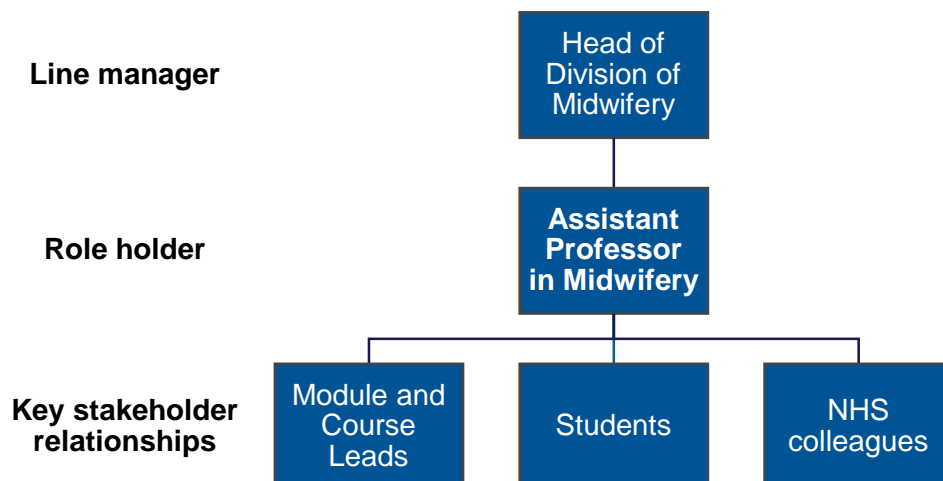 Line manager
Head of
Division of
Midwifery
Role holder
Assistant
Professor
in Midwifery
Key stakeholder
relationships
Module and
Course
Leads
Students
NHS
colleagues